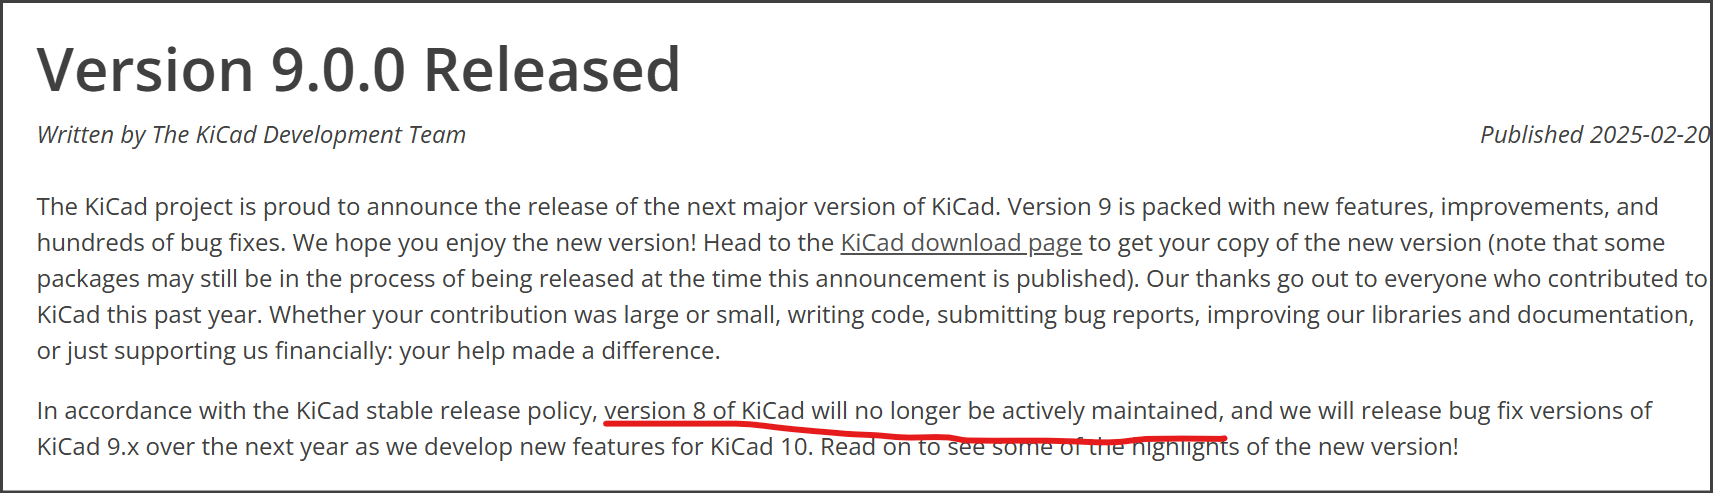 Version 9.0.0 Released
Written by The KiCad Development Team
Published 2025-02-20
The KiCad project is proud to announce the release of the next major version of KiCad. Version 9 is packed with new features, improvements, and
hundreds of bug fixes. We hope you enjoy the new version! Head to the KiCad download page to get your copy of the new version (note that some
packages may still be in the process of being released at the time this announcement is published). Our thanks go out to everyone who contributed to
KiCad this past year. Whether your contribution was large or small, writing code, submitting bug reports, improving our libraries and documentation,
or just supporting us financially: your help made a difference.
In accordance with the KiCad stable release policy, version 8 of KiCad will no longer be actively maintained, and we will release bug fix versions of
KiCad 9.x over the next year as we develop new features for KiCad 10. Read on to see some of the highlights of the new version!